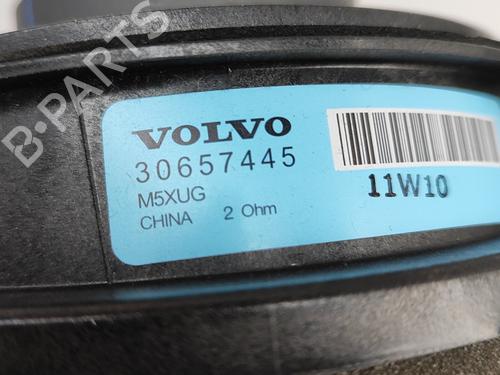 B-PARTS
VOLVO
30657445
M5XUG
CHINA 2 Ohm
11W10